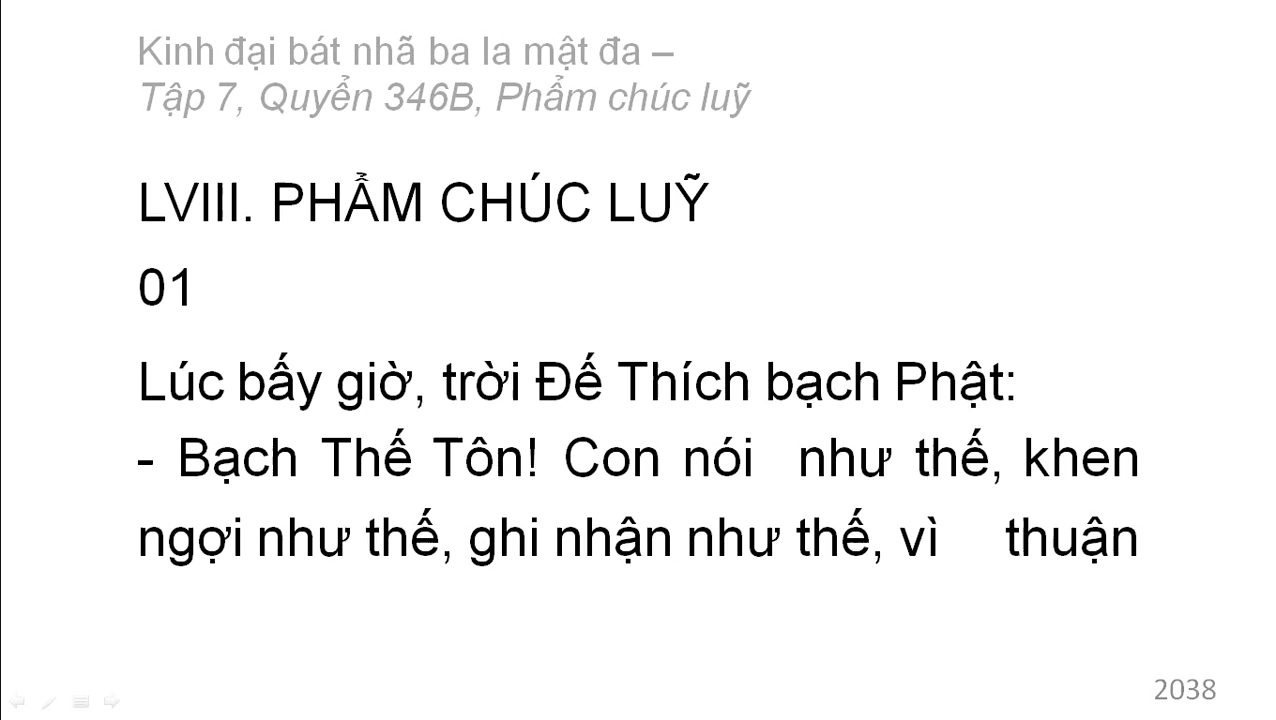 Kinh đại bát nhã ba la mật đa –
Tập 7, Quyển 346B, Phẩm chúc luỹ
LVIII. PHẨM CHÚC LUỸ
01
Lúc bấy giờ, trời Đế Thích bạch Phật:
- Bạch Thế Tôn! Con nói như thế, khen
ngợi như thế, ghi nhận như thế, vì thuận
2038